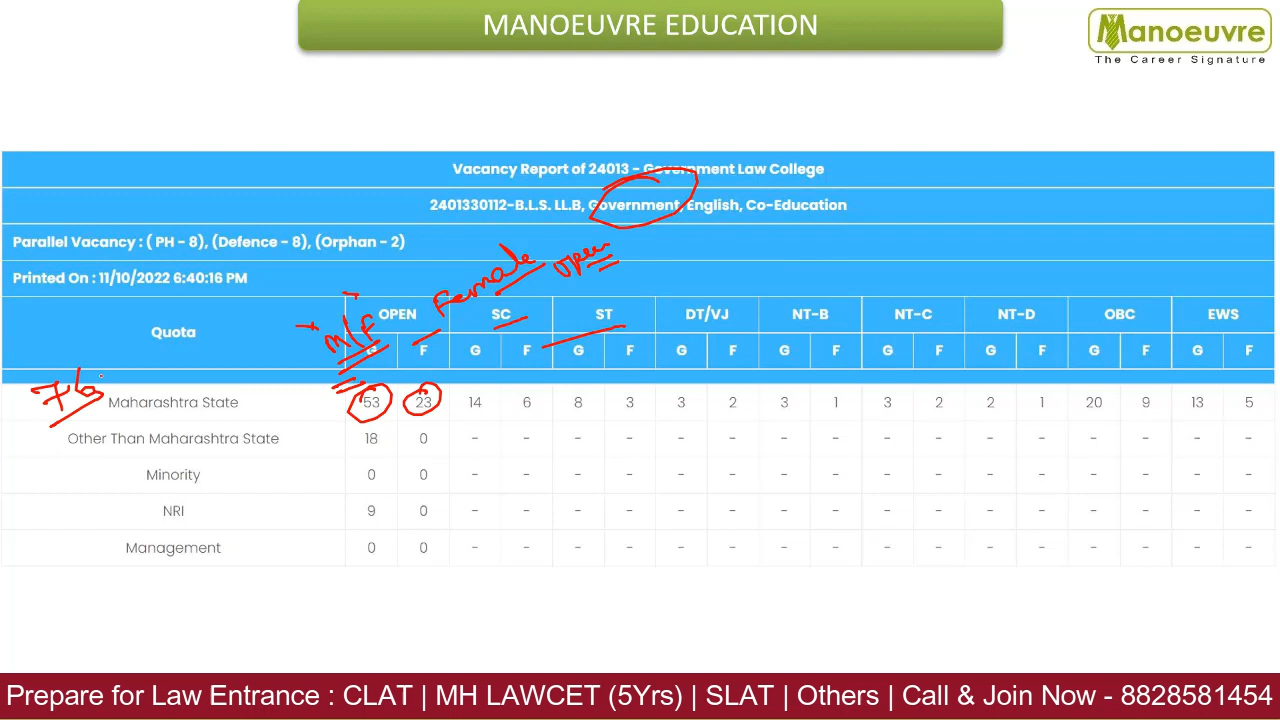 MANOEUVRE EDUCATION
Manoeuvre
The Career Signature
Vacancy Report of 24013 - Government Law College
2401330112-B.L.S. LL.B, Government, English, Co-Education
Parallel Vacancy : ( PH - 8), (Defence - 8), (Orphan - 2)
Female open
Printed On : 11/10/2022 6:40:16 PM
Quota OPEN SC ST DT/VJ NT-B NT-C NT-D OBC EWS
M/F
G F G F G F G F G F G F G F G F G F
76
Maharashtra State 53 23 14 6 8 3 3 2 3 1 3 2 2 1 20 9 13 5
Other Than Maharashtra State 18 0 - - - - - - - - - - - - - - - -
Minority 0 0 - - - - - - - - - - - - - - - -
NRI 9 0 - - - - - - - - - - - - - - - -
Management 0 0 - - - - - - - - - - - - - - - -
Prepare for Law Entrance : CLAT | MH LAWCET (5Yrs) | SLAT | Others | Call & Join Now - 8828581454